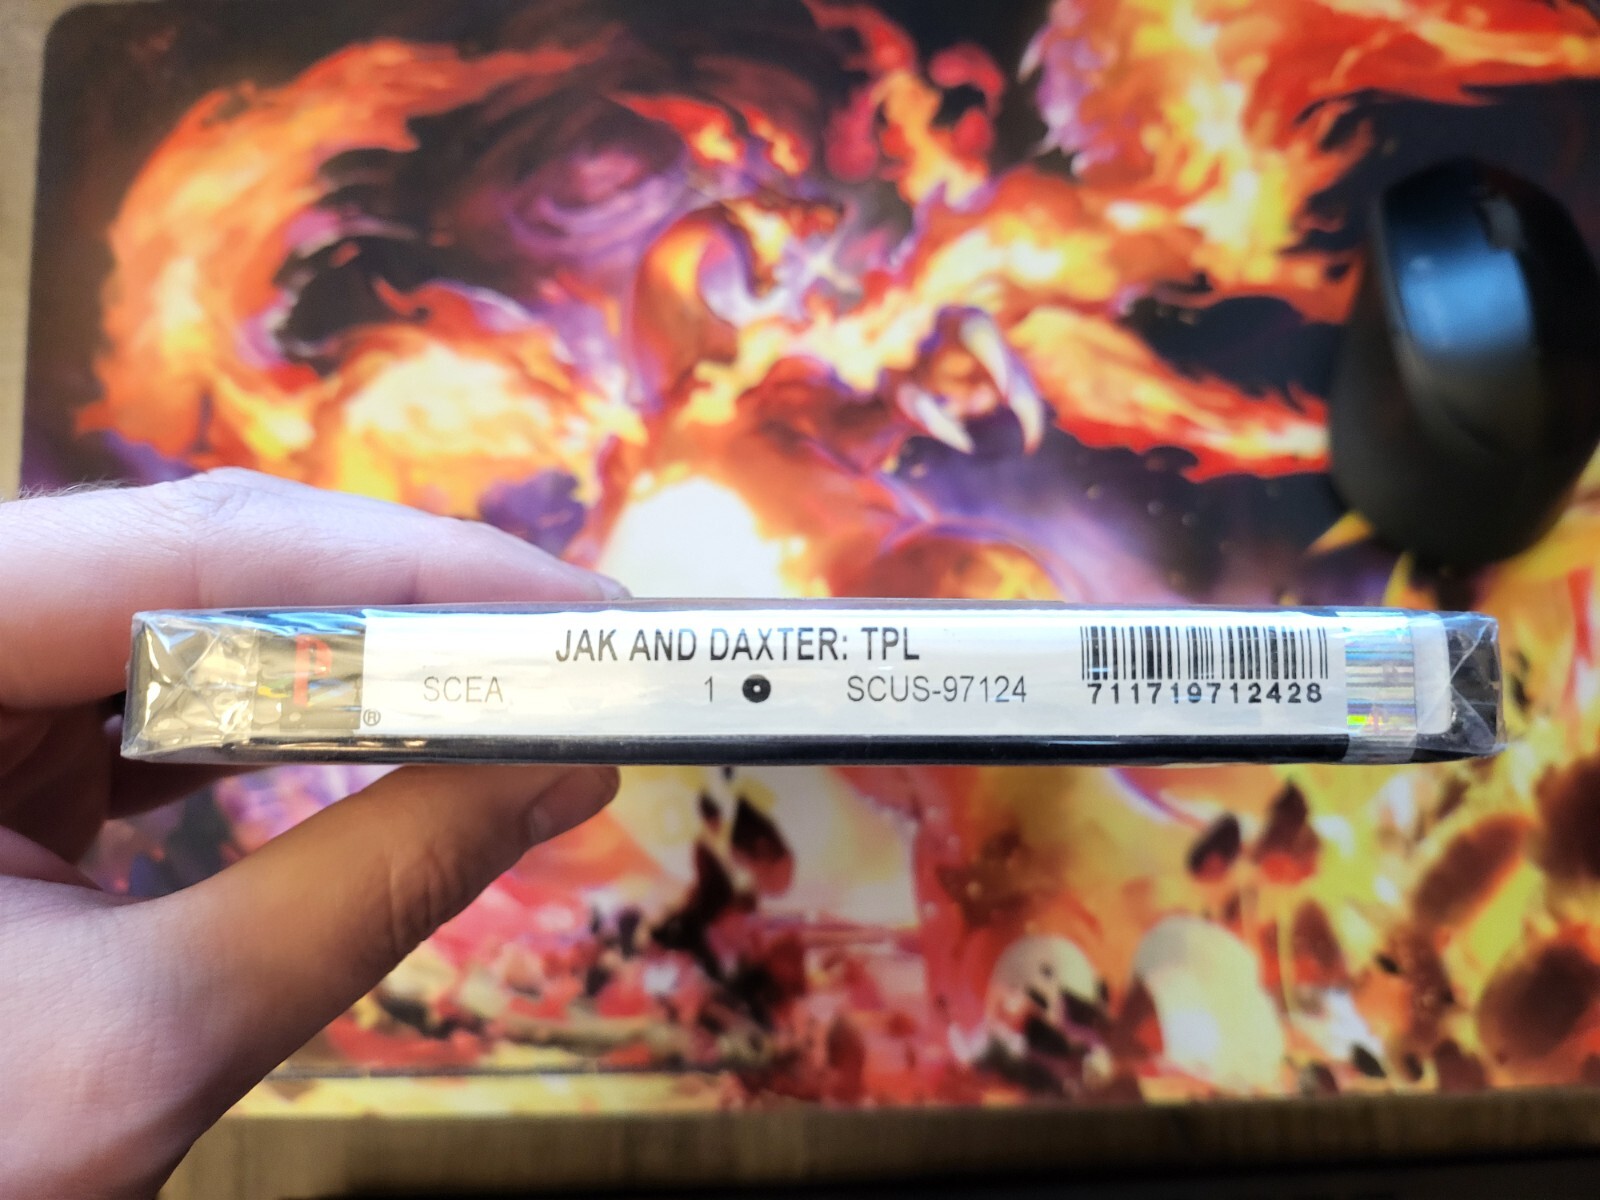 JAK AND DAXTER: TPL
SCEA 1 SCUS-97124
711719712428
P
®